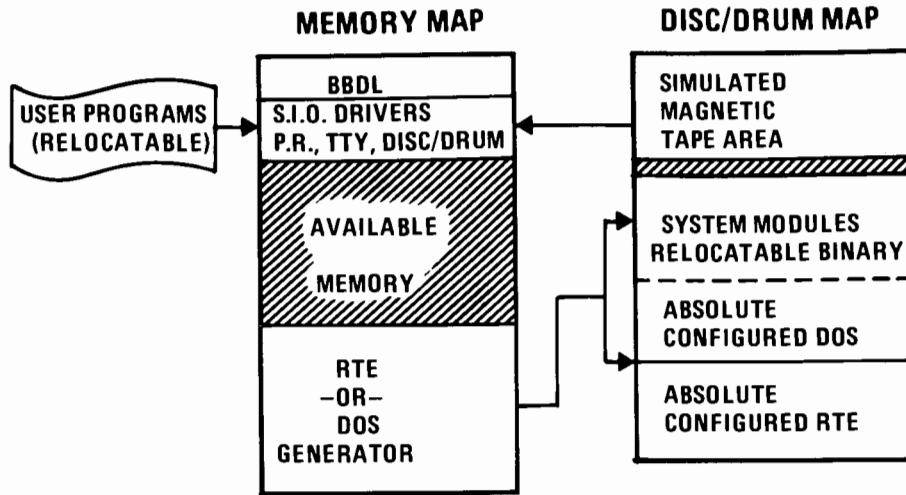 MEMORY MAP
DISC/DRUM MAP
USER PROGRAMS
(RELOCATABLE)
BBDL
S.I.O. DRIVERS
P.R., TTY, DISC/DRUM
AVAILABLE
MEMORY
RTE
–OR–
DOS
GENERATOR
SIMULATED
MAGNETIC
TAPE AREA
SYSTEM MODULES
RELOCATABLE BINARY
ABSOLUTE
CONFIGURED DOS
ABSOLUTE
CONFIGURED RTE